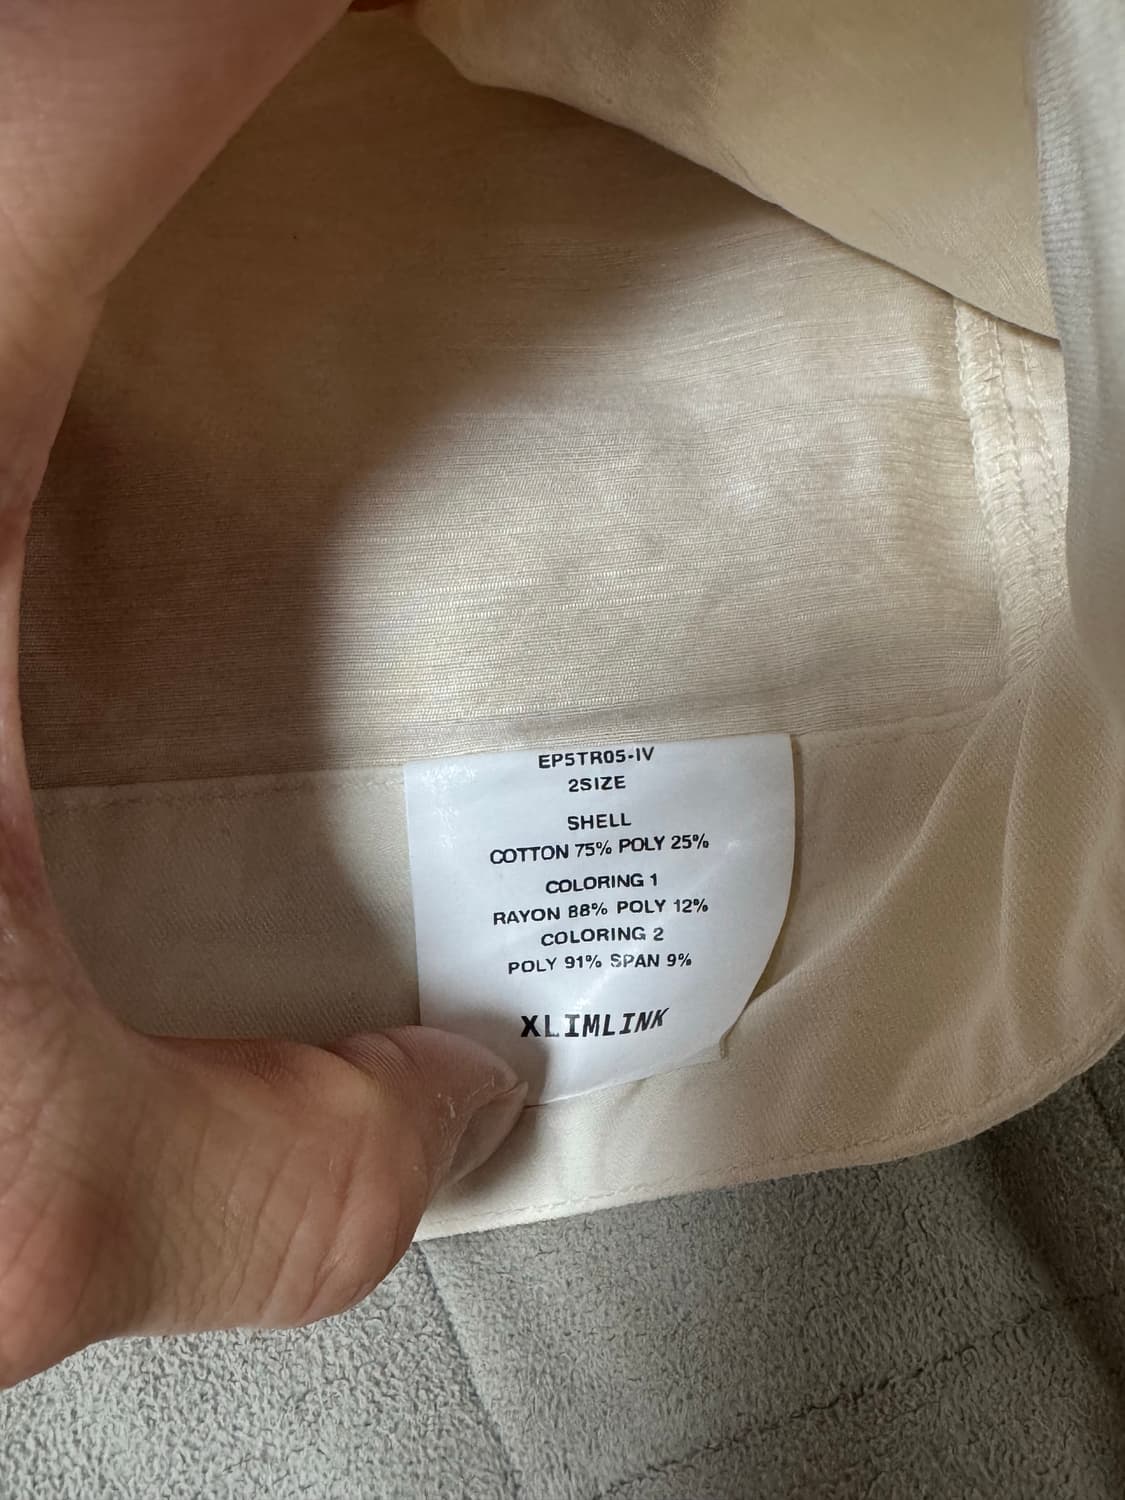 EP5TR05-IV
2SIZE
SHELL
COTTON 75% POLY 25%
COLORING 1
RAYON 88% POLY 12%
COLORING 2
POLY 91% SPAN 9%
XLIMLINK